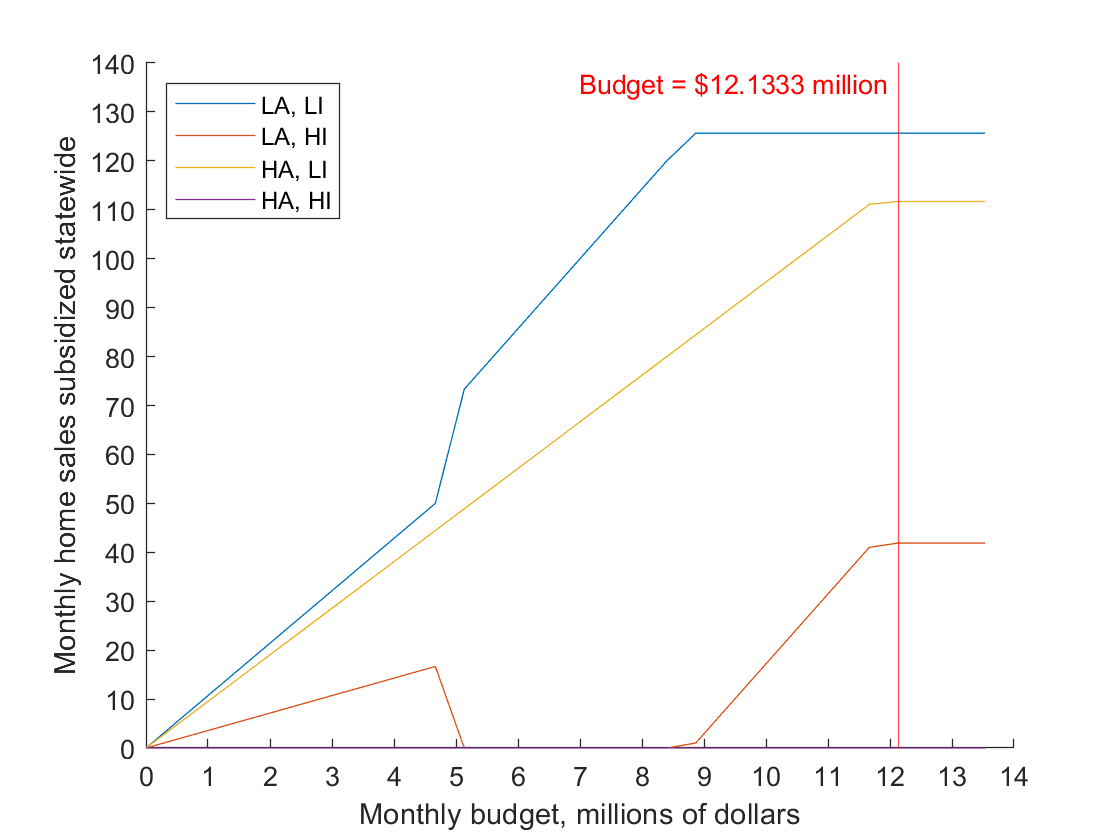 Budget = $12.1333 million
LA, LI
LA, HI
HA, LI
HA, HI
Monthly home sales subsidized statewide
140
130
120
110
100
90
80
70
60
50
40
30
20
10
0
0 1 2 3 4 5 6 7 8 9 10 11 12 13 14
Monthly budget, millions of dollars